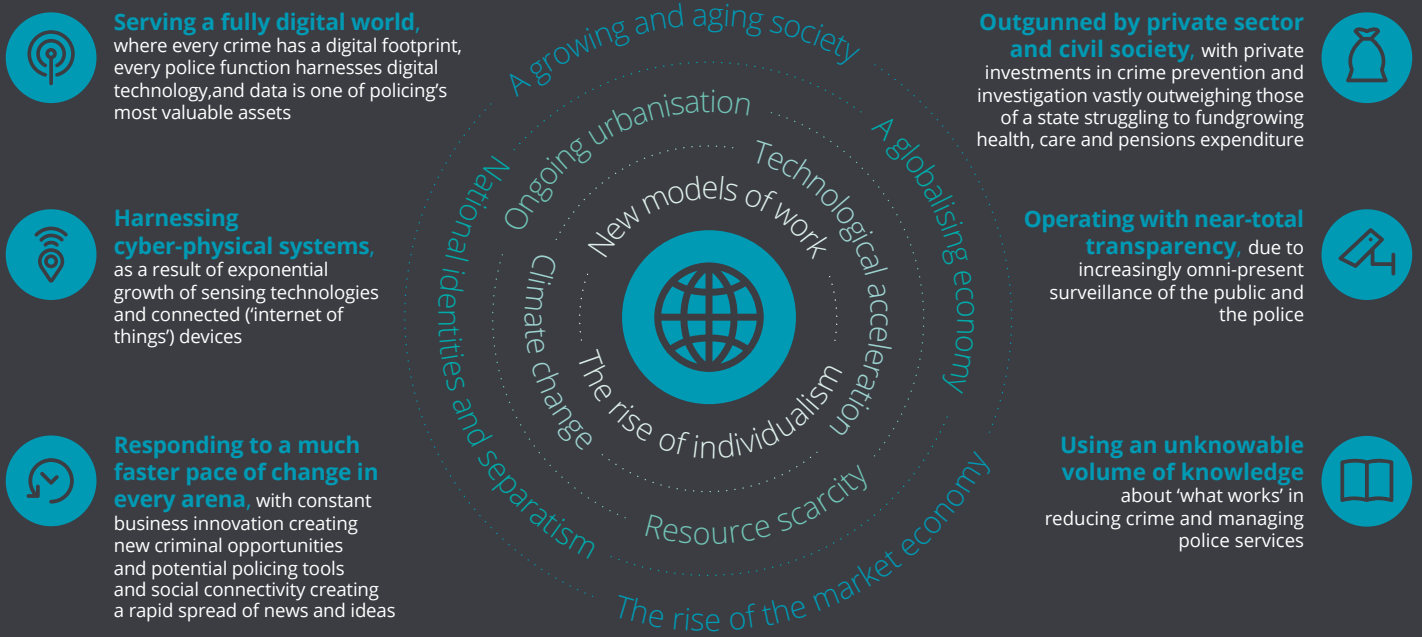 Serving a fully digital world,
where every crime has a digital footprint,
every police function harnesses digital
technology,and data is one of policing’s
most valuable assets
Harnessing
cyber-physical systems,
as a result of exponential
growth of sensing technologies
and connected (‘internet of
things’) devices
Responding to a much
faster pace of change in
every arena, with constant
business innovation creating
new criminal opportunities
and potential policing tools
and social connectivity creating
a rapid spread of news and ideas
A growing and aging society
A globalising economy
The rise of the market economy
National identities and separatism
Ongoing urbanisation
Technological acceleration
Resource scarcity
Climate change
New models of work
The rise of individualism
Outgunned by private sector
and civil society, with private
investments in crime prevention and
investigation vastly outweighing those
of a state struggling to fundgrowing
health, care and pensions expenditure
Operating with near-total
transparency, due to
increasingly omni-present
surveillance of the public and
the police
Using an unknowable
volume of knowledge
about ‘what works’ in
reducing crime and managing
police services